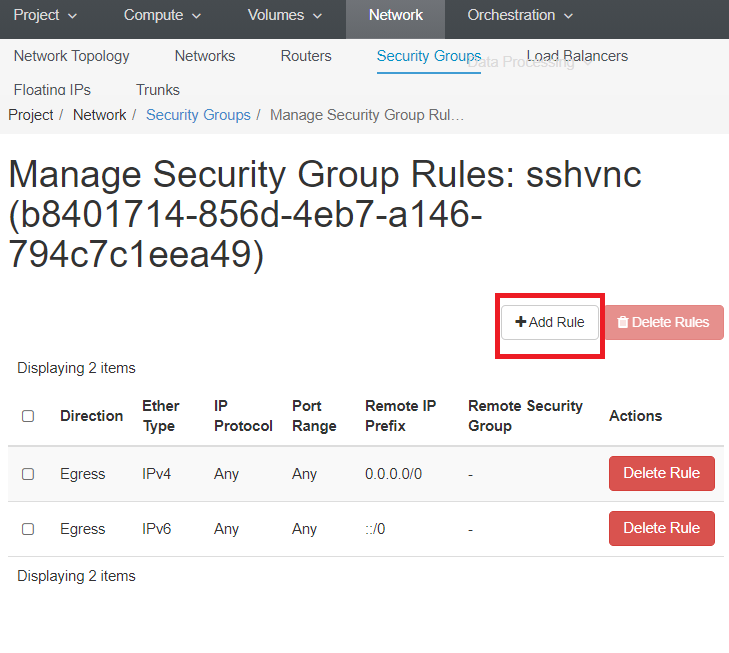 Project Compute Volumes Network Orchestration
Network Topology Networks Routers Security Groups Load Balancers
Data Processing
Floating IPs Trunks
Project / Network / Security Groups / Manage Security Group Rul…
Manage Security Group Rules: sshvnc
(b8401714-856d-4eb7-a146-
794c7c1eea49)
+Add Rule Delete Rules
Displaying 2 items
Direction Ether Type IP Protocol Port Range Remote IP Prefix Remote Security Group Actions
Egress IPv4 Any Any 0.0.0.0/0 - Delete Rule
Egress IPv6 Any Any ::/0 - Delete Rule
Displaying 2 items